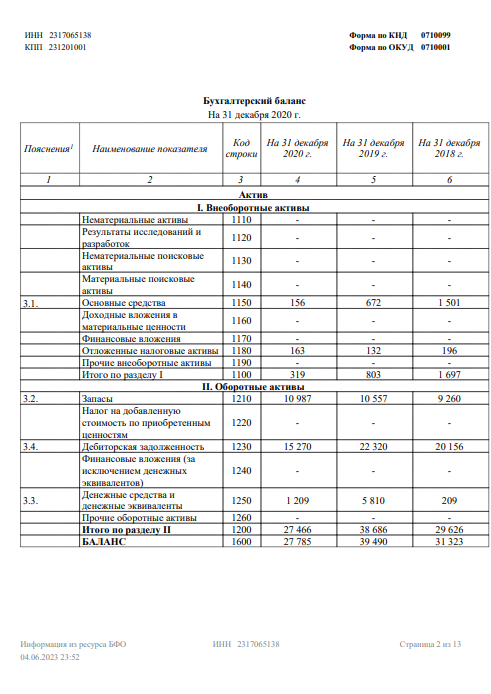 ИНН 2317065138 Форма по КНД 0710099
КПП 231201001 Форма по ОКУД 0710001
Бухгалтерский баланс
На 31 декабря 2020 г.
Пояснения1 Наименование показателя Код строки На 31 декабря 2020 г. На 31 декабря 2019 г. На 31 декабря 2018 г.
1 2 3 4 5 6
Актив
I. Внеоборотные активы
Нематериальные активы 1110 - - -
Результаты исследований и
разработок 1120 - - -
Нематериальные поисковые
активы 1130 - - -
Материальные поисковые
активы 1140 - - -
3.1. Основные средства 1150 156 672 1 501
Доходные вложения в
материальные ценности 1160 - - -
Финансовые вложения 1170 - - -
Отложенные налоговые активы 1180 163 132 196
Прочие внеоборотные активы 1190 - - -
Итого по разделу I 1100 319 803 1 697
II. Оборотные активы
3.2. Запасы 1210 10 987 10 557 9 260
Налог на добавленную
стоимость по приобретенным
ценностям 1220 - - -
3.4. Дебиторская задолженность 1230 15 270 22 320 20 156
Финансовые вложения (за
исключением денежных
эквивалентов) 1240 - - -
3.3. Денежные средства и
денежные эквиваленты 1250 1 209 5 810 209
Прочие оборотные активы 1260 - - -
Итого по разделу II 1200 27 466 38 686 29 626
БАЛАНС 1600 27 785 39 490 31 323
Информация из ресурса БФО ИНН 2317065138 Страница 2 из 13
04.06.2023 23:52